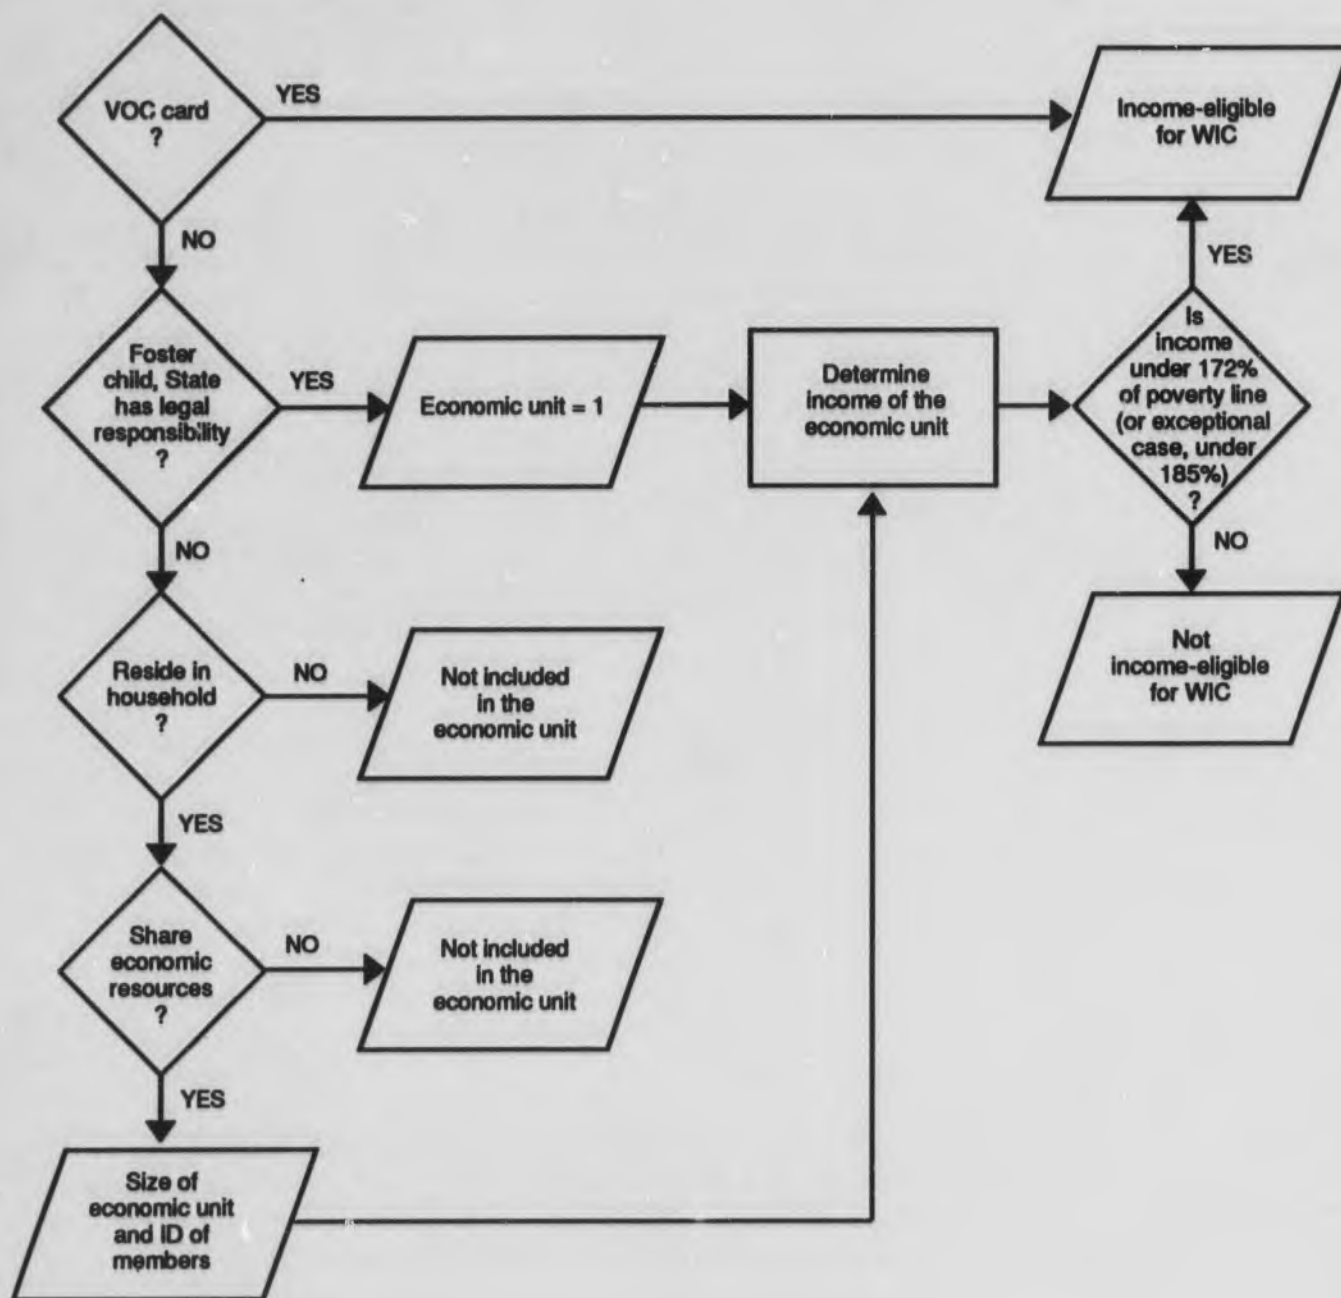 VOC card
?
YES
Income-eligible
for WIC
NO
YES
Foster
child, State
has legal
responsibility
?
YES
Economic unit = 1
Determine
income of the
economic unit
Is
income
under 172%
of poverty line
(or exceptional
case, under
185%)
?
NO
NO
Reside in
household
?
NO
Not included
in the
economic unit
Not
income-eligible
for WIC
YES
Share
economic
resources
?
NO
Not included
in the
economic unit
YES
Size of
economic unit
and ID of
members